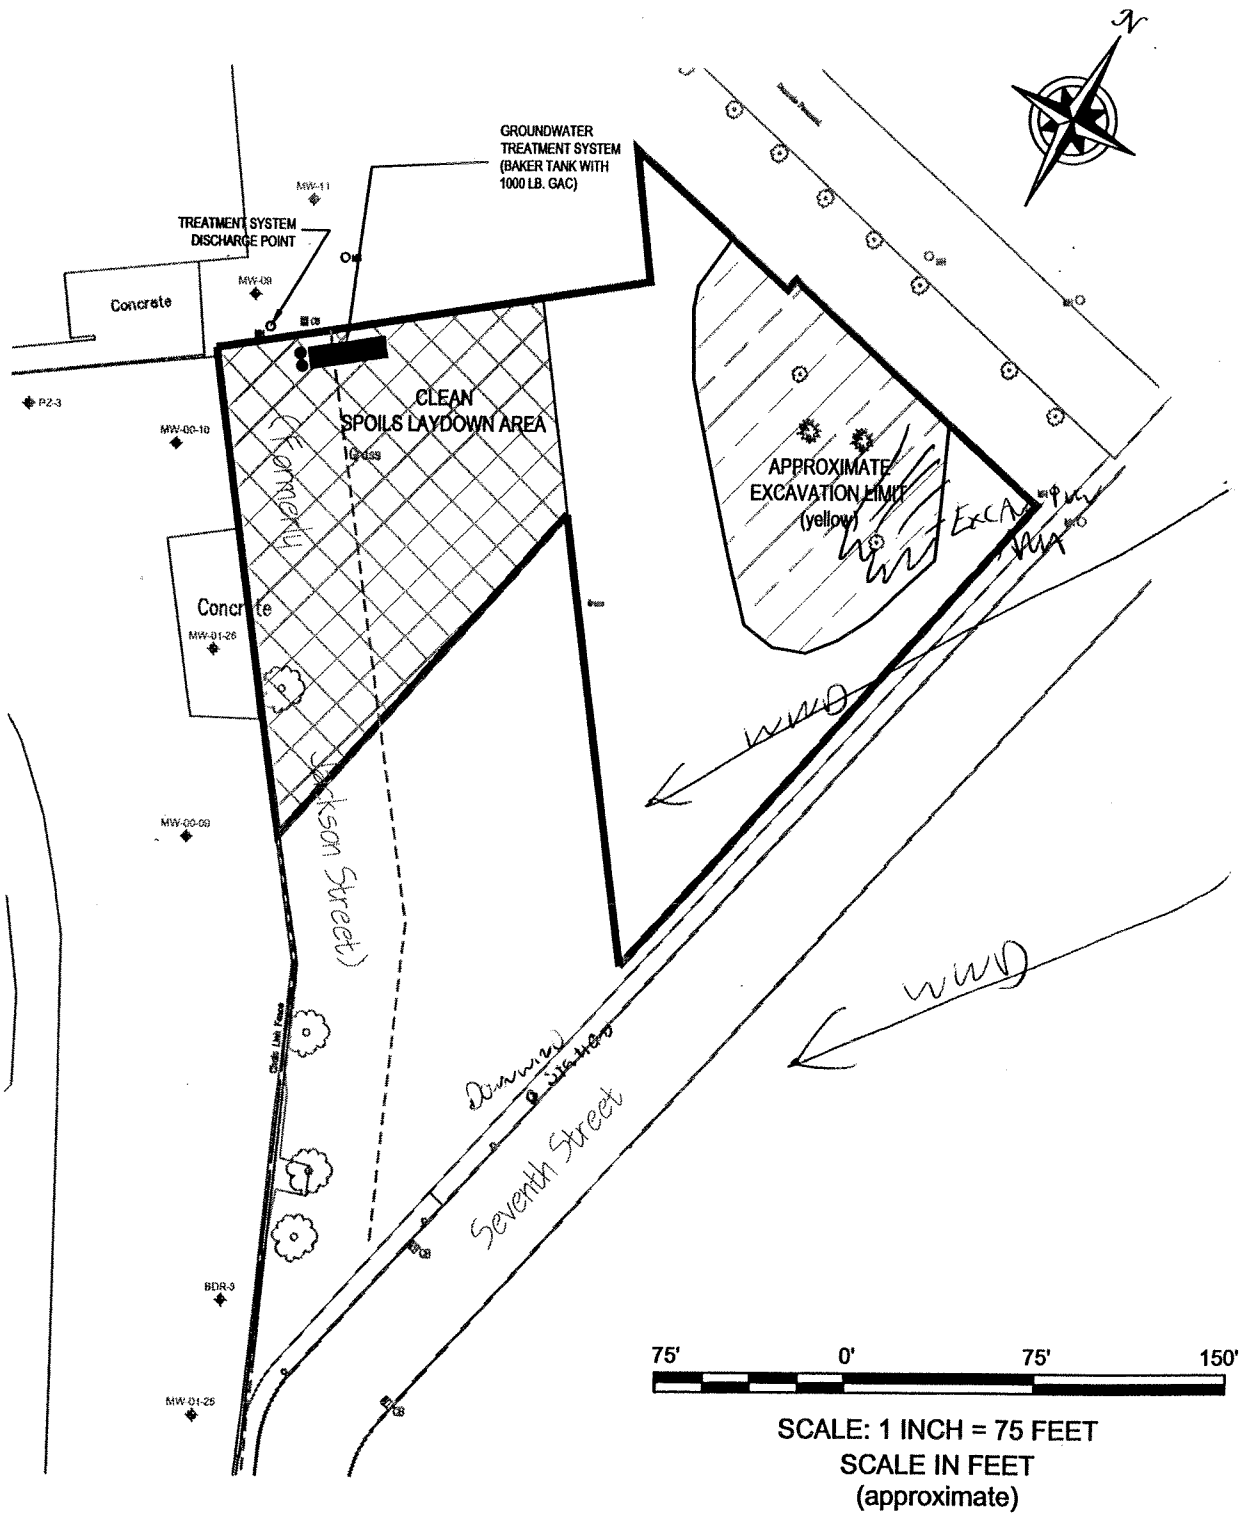 N
GROUNDWATER
TREATMENT SYSTEM
(BAKER TANK WITH
1000 LB. GAC)
MW-11
TREATMENT SYSTEM
DISCHARGE POINT
MW-09
CB
Concrete
PZ-3
MW-00-10
CLEAN
SPOILS LAYDOWN AREA
Grass
(Formerly
Jackson Street)
APPROXIMATE
EXCAVATION LIMIT
(yellow)
Concrete
MW-01-26
WWD
MW-00-09
WWD
Chain Link Fence
Downwind
Seventh Street
CB
BDR-3
MW-01-25
CB
75' 0' 75' 150'
SCALE: 1 INCH = 75 FEET
SCALE IN FEET
(approximate)